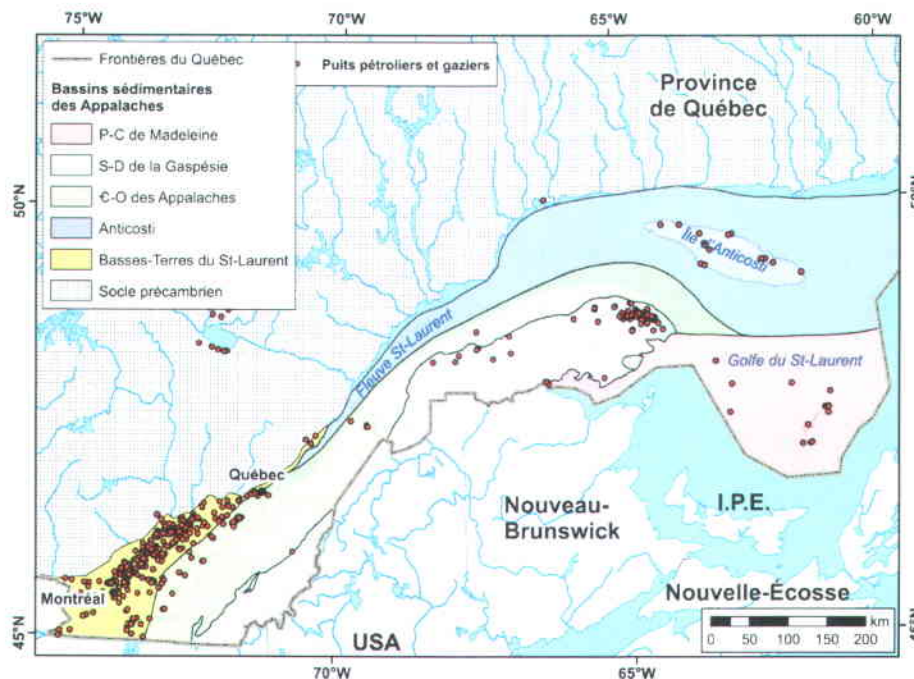 75°W
70°W
65°W
60°W
Frontières du Québec
Puits pétroliers et gaziers
Bassins sédimentaires
des Appalaches
P-C de Madeleine
S-D de la Gaspésie
Є-O des Appalaches
Anticosti
Basses-Terres du St-Laurent
Socle précambrien
Province
de Québec
50°N
Île d'Anticosti
Fleuve St-Laurent
Golfe du St-Laurent
Québec
Nouveau-
Brunswick
I.P.E.
Montréal
Nouvelle-Écosse
45°N
USA
km
0 50 100 150 200
70°W
65°W
60°W